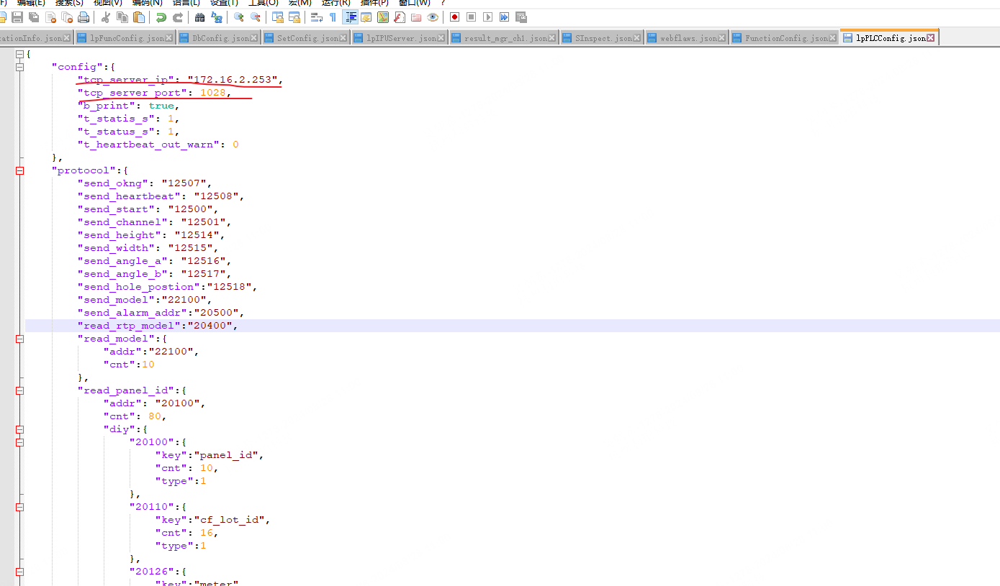 编辑(E) 搜索(S) 视图(V) 编码(N) 语言(L) 设置(T) 工具(O) 宏(M) 运行(R) 插件(P) 窗口(W) ?
tationInfo.json lpFuncConfig.json DbConfig.json SetConfig.json lpIPUServer.json result_mgr_ch1.json SInspect.json webflaws.json FunctionConfig.json lpPLCConfig.json
{
"config":{
"tcp_server_ip": "172.16.2.253",
"tcp_server_port": 1028,
"b_print": true,
"t_statis_s": 1,
"t_status_s": 1,
"t_heartbeat_out_warn": 0
},
"protocol":{
"send_okng": "12507",
"send_heartbeat": "12508",
"send_start": "12500",
"send_channel": "12501",
"send_height": "12514",
"send_width": "12515",
"send_angle_a": "12516",
"send_angle_b": "12517",
"send_hole_postion":"12518",
"send_model":"22100",
"send_alarm_addr":"20500",
"read_rtp_model":"20400",
"read_model":{
"addr":"22100",
"cnt":10
},
"read_panel_id":{
"addr": "20100",
"cnt": 80,
"diy":{
"20100":{
"key":"panel_id",
"cnt": 10,
"type":1
},
"20110":{
"key":"cf_lot_id",
"cnt": 16,
"type":1
},
"20126":{
"key":"meter"